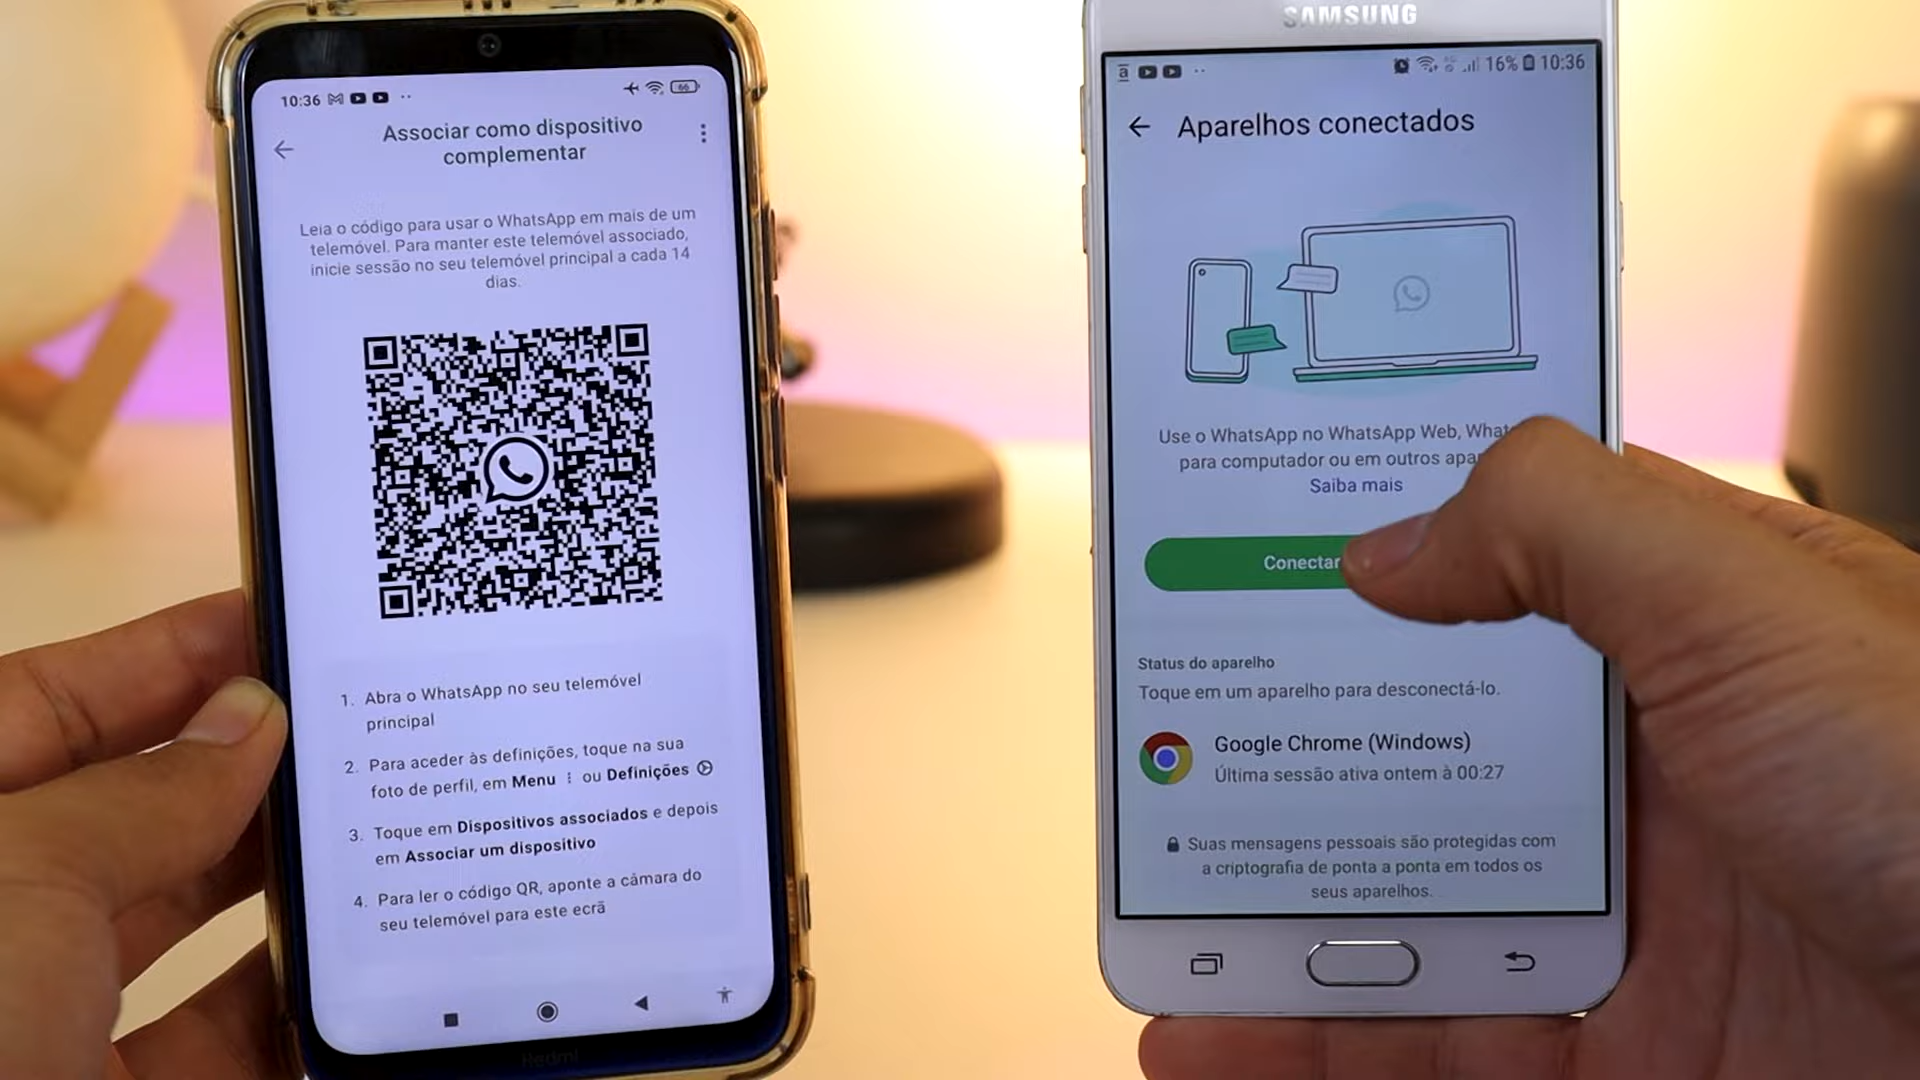 10:36
66
Associar como dispositivo
complementar
Leia o código para usar o WhatsApp em mais de um
telemóvel. Para manter este telemóvel associado,
inicie sessão no seu telemóvel principal a cada 14
dias.
1. Abra o WhatsApp no seu telemóvel
principal
2. Para aceder às definições, toque na sua
foto de perfil, em Menu ⋮ ou Definições
3. Toque em Dispositivos associados e depois
em Associar um dispositivo
4. Para ler o código QR, aponte a câmara do
seu telemóvel para este ecrã
Redmi
SAMSUNG
a 16% 10:36
Aparelhos conectados
Use o WhatsApp no WhatsApp Web,
para computador ou em outros
Saiba mais
Conectar
Status do aparelho
Toque em um aparelho para desconectá-lo.
Google Chrome (Windows)
Última sessão ativa ontem à 00:27
Suas mensagens pessoais são protegidas com
a criptografia de ponta a ponta em todos os
seus aparelhos.